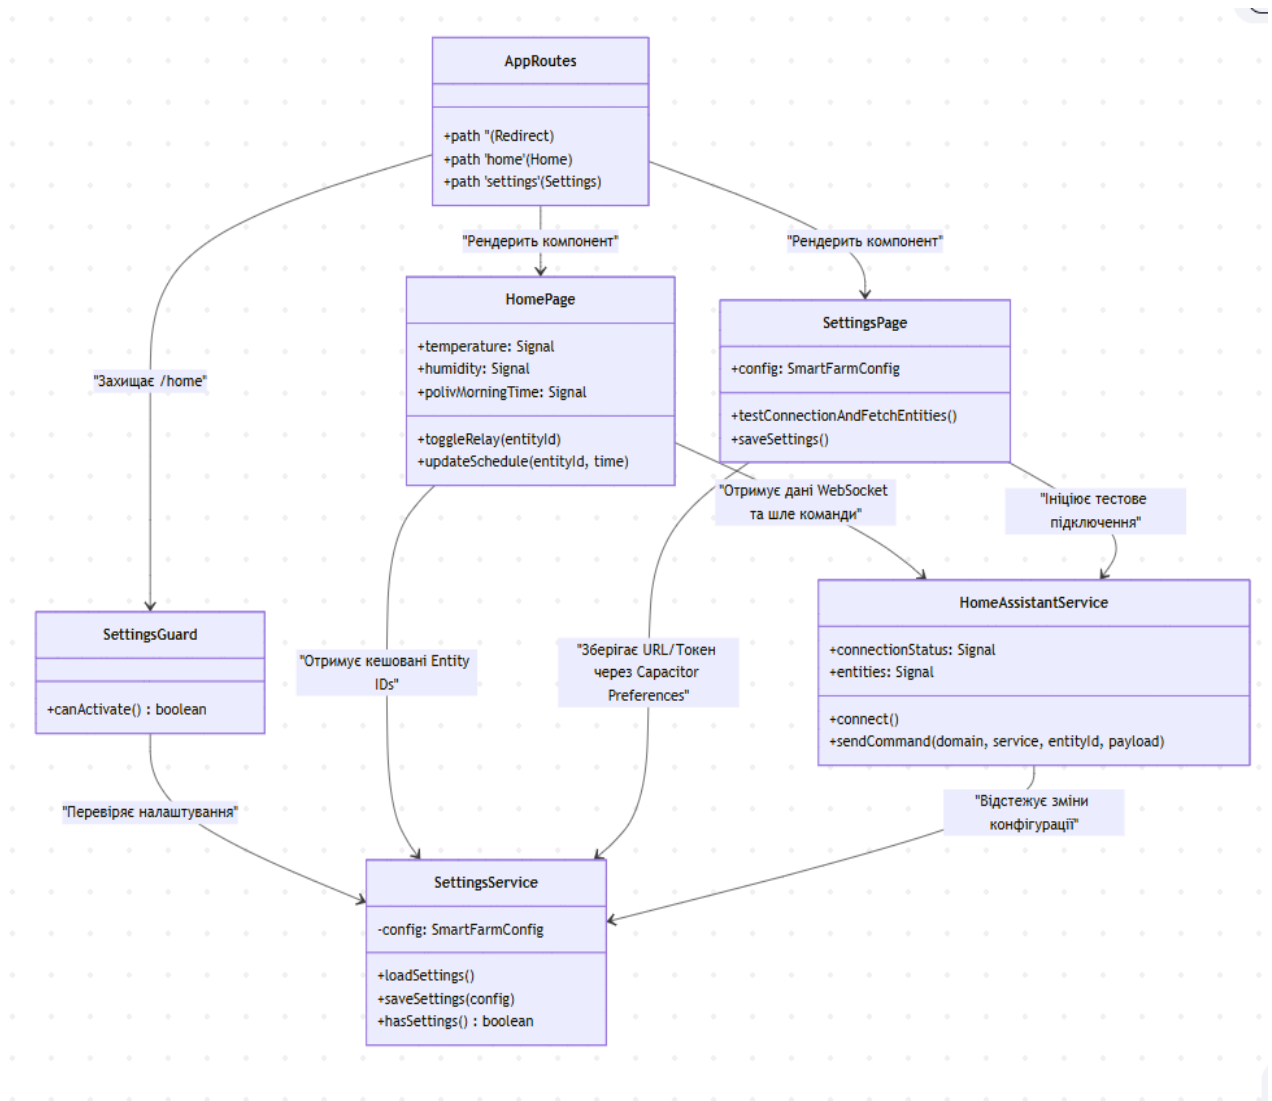 AppRoutes
+path ''(Redirect)
+path 'home'(Home)
+path 'settings'(Settings)
"Рендерить компонент"
"Рендерить компонент"
HomePage
+temperature: Signal
+humidity: Signal
+polivMorningTime: Signal
+toggleRelay(entityId)
+updateSchedule(entityId, time)
SettingsPage
+config: SmartFarmConfig
+testConnectionAndFetchEntities()
+saveSettings()
"Захищає /home"
"Отримує дані WebSocket
та шле команди"
"Ініціює тестове
підключення"
SettingsGuard
+canActivate() : boolean
"Отримує кешовані Entity
IDs"
"Зберігає URL/Токен
через Capacitor
Preferences"
HomeAssistantService
+connectionStatus: Signal
+entities: Signal
+connect()
+sendCommand(domain, service, entityId, payload)
"Перевіряє налаштування"
"Відстежує зміни
конфігурації"
SettingsService
-config: SmartFarmConfig
+loadSettings()
+saveSettings(config)
+hasSettings() : boolean